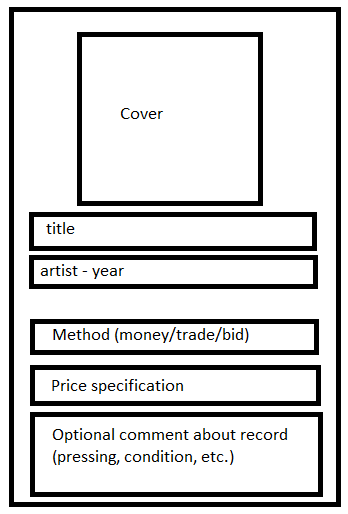 Cover
title
artist - year
Method (money/trade/bid)
Price specification
Optional comment about record
(pressing, condition, etc.)